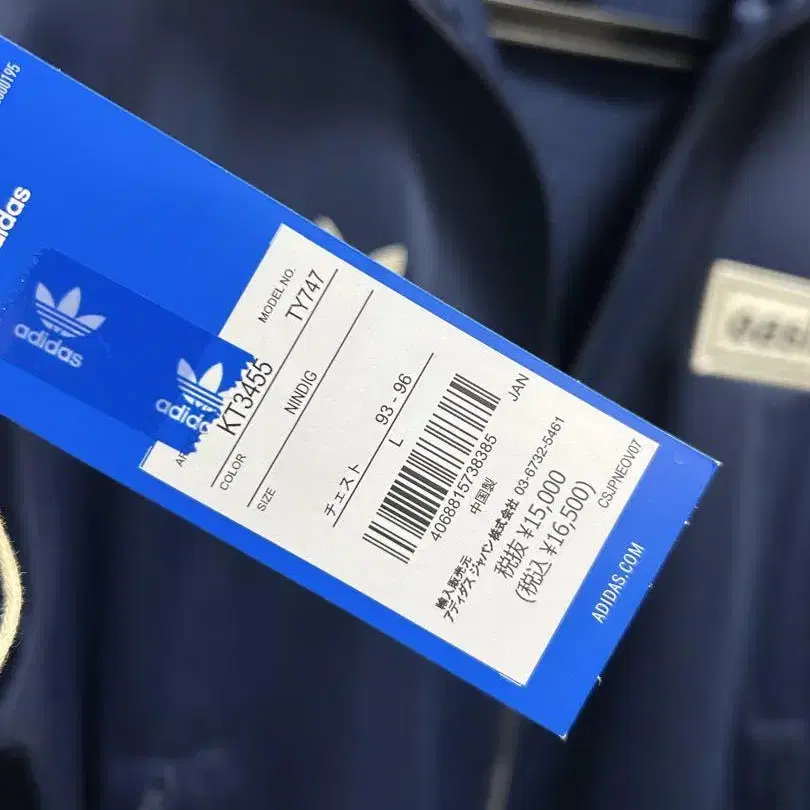 adidas
adidas
adidas
MODEL NO.
KT3455
TY747
COLOR
NINDIG
SIZE
チェスト
93 - 96
L
4068815738385
JAN
中国製
輸入販売元
アディダス ジャパン株式会社 03-6732-5461
税抜 ¥15,000
(税込 ¥16,500)
CSJPNEOV07
ADIDAS.COM